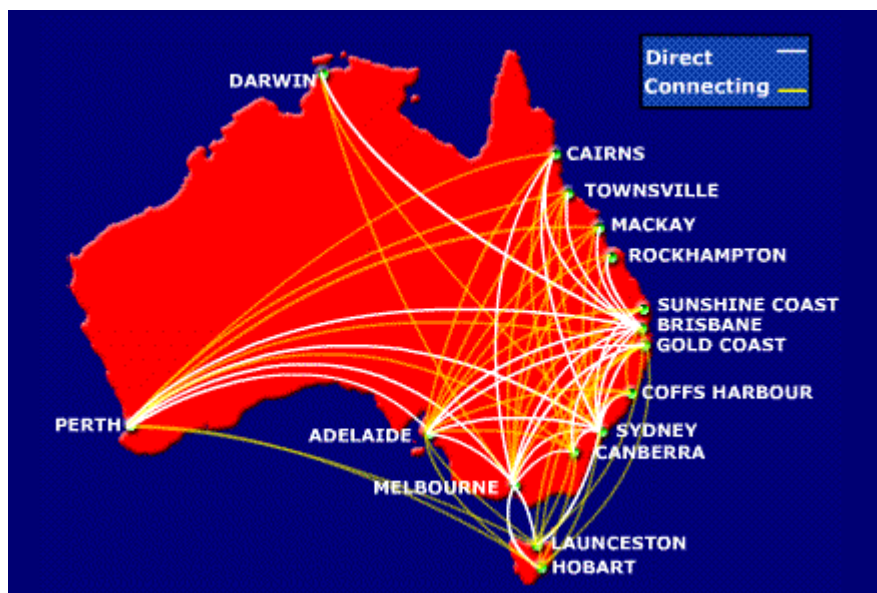 Direct
Connecting
DARWIN
CAIRNS
TOWNSVILLE
MACKAY
ROCKHAMPTON
SUNSHINE COAST
BRISBANE
GOLD COAST
COFFS HARBOUR
PERTH
ADELAIDE
SYDNEY
CANBERRA
MELBOURNE
LAUNCESTON
HOBART